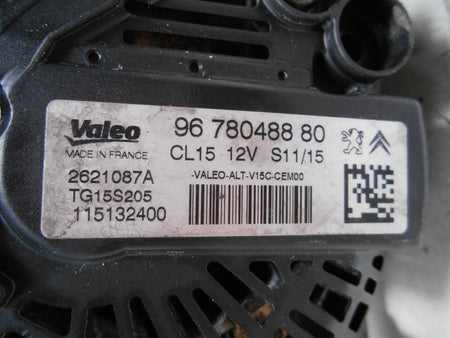 Valeo 96 780488 80
MADE IN FRANCE CL15 12V S11/15
2621087A -VALEO-ALT-V15C-CEM00
TG15S205
115132400